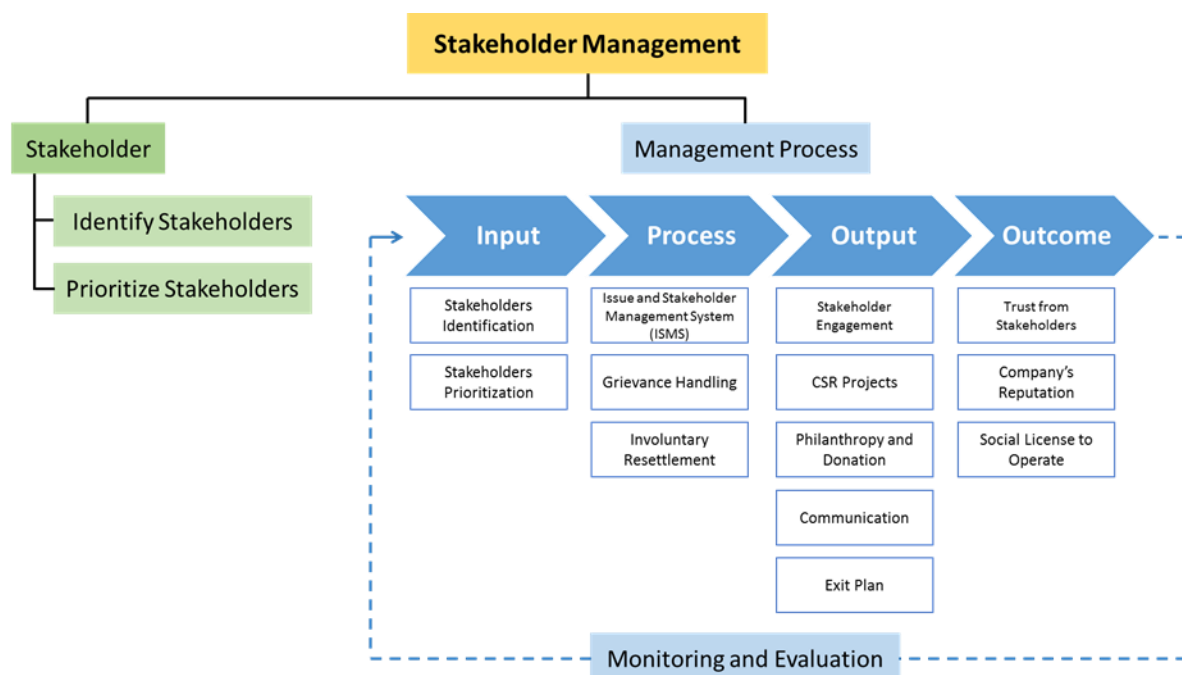 Stakeholder Management
Stakeholder
Management Process
Identify Stakeholders
Prioritize Stakeholders
Input
Process
Output
Outcome
Stakeholders
Identification
Stakeholders
Prioritization
Issue and Stakeholder
Management System
(ISMS)
Grievance Handling
Involuntary
Resettlement
Stakeholder
Engagement
CSR Projects
Philanthropy and
Donation
Communication
Exit Plan
Trust from
Stakeholders
Company’s
Reputation
Social License to
Operate
Monitoring and Evaluation